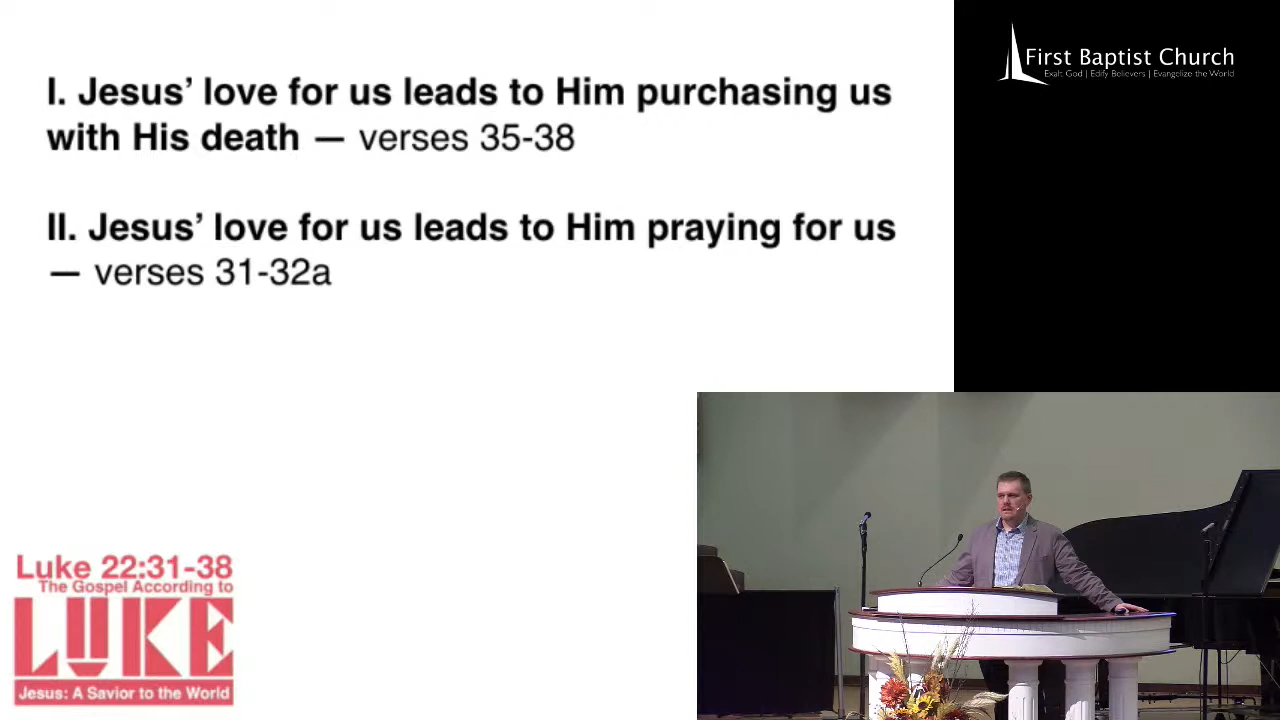 I. Jesus’ love for us leads to Him purchasing us
with His death — verses 35-38
II. Jesus’ love for us leads to Him praying for us
— verses 31-32a
First Baptist Church
Exalt God | Edify Believers | Evangelize the World
Luke 22:31-38
The Gospel According to
LUKE
Jesus: A Savior to the World